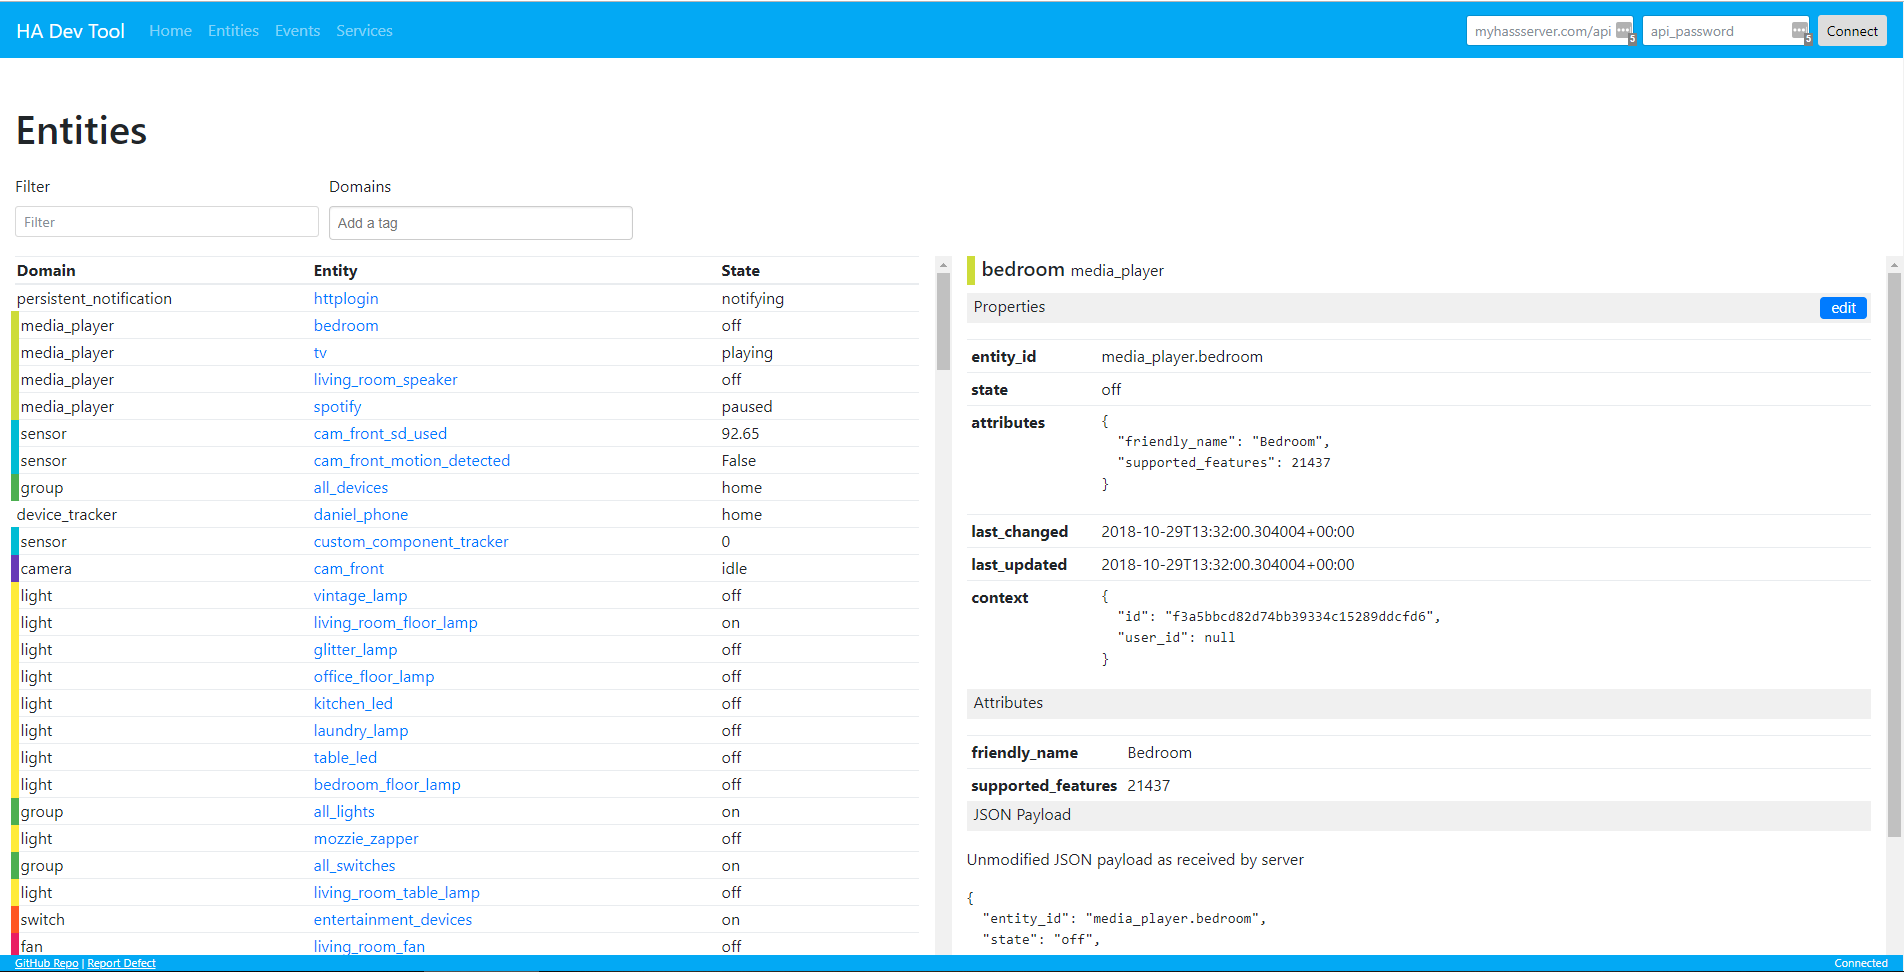 HA Dev Tool Home Entities Events Services myhassserver.com/api 5 api_password 5 Connect
Entities
Filter Domains
Filter Add a tag
Domain Entity State
persistent_notification httplogin notifying
media_player bedroom off
media_player tv playing
media_player living_room_speaker off
media_player spotify paused
sensor cam_front_sd_used 92.65
sensor cam_front_motion_detected False
group all_devices home
device_tracker daniel_phone home
sensor custom_component_tracker 0
camera cam_front idle
light vintage_lamp off
light living_room_floor_lamp on
light glitter_lamp off
light office_floor_lamp off
light kitchen_led off
light laundry_lamp off
light table_led off
light bedroom_floor_lamp off
group all_lights on
light mozzie_zapper off
group all_switches on
light living_room_table_lamp off
switch entertainment_devices on
fan living_room_fan off
bedroom media_player
Properties edit
entity_id media_player.bedroom
state off
attributes {
"friendly_name": "Bedroom",
"supported_features": 21437
}
last_changed 2018-10-29T13:32:00.304004+00:00
last_updated 2018-10-29T13:32:00.304004+00:00
context {
"id": "f3a5bbcd82d74bb39334c15289ddcfd6",
"user_id": null
}
Attributes
friendly_name Bedroom
supported_features 21437
JSON Payload
Unmodified JSON payload as received by server
{
"entity_id": "media_player.bedroom",
"state": "off",
GitHub Repo | Report Defect Connected